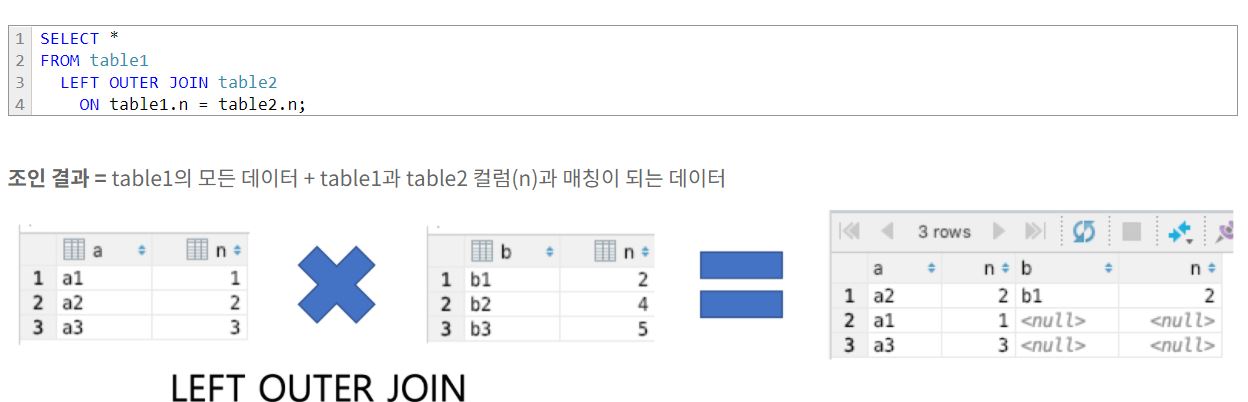 1 SELECT *
2 FROM table1
3 LEFT OUTER JOIN table2
4 ON table1.n = table2.n;
조인 결과 = table1의 모든 데이터 + table1과 table2 컬럼(n)과 매칭이 되는 데이터
a n
1 a1 1
2 a2 2
3 a3 3
b n
1 b1 2
2 b2 4
3 b3 5
3 rows
a n b n
1 a2 2 b1 2
2 a1 1 <null> <null>
3 a3 3 <null> <null>
LEFT OUTER JOIN